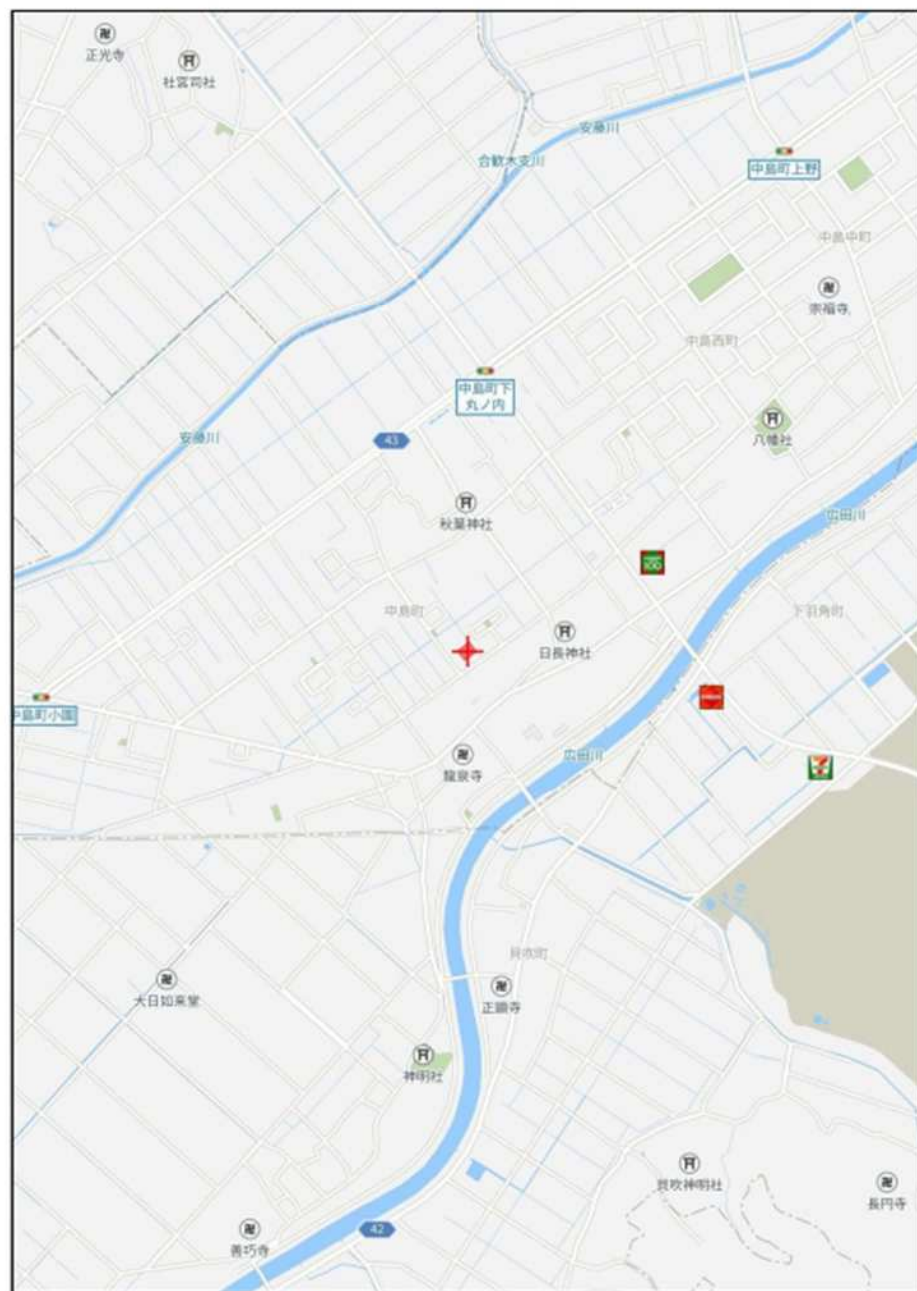 正光寺
社宮司社
安藤川
合歓木支川
中島町上野
中島中町
崇福寺
中島西町
中島町下
丸ノ内
八幡社
安藤川
43
秋葉神社
広田川
100
中島町
下羽角町
日長神社
中島町小園
広田川
龍泉寺
7
貝吹町
大日如来堂
正願寺
神明社
貝吹神明社
長円寺
善巧寺
42